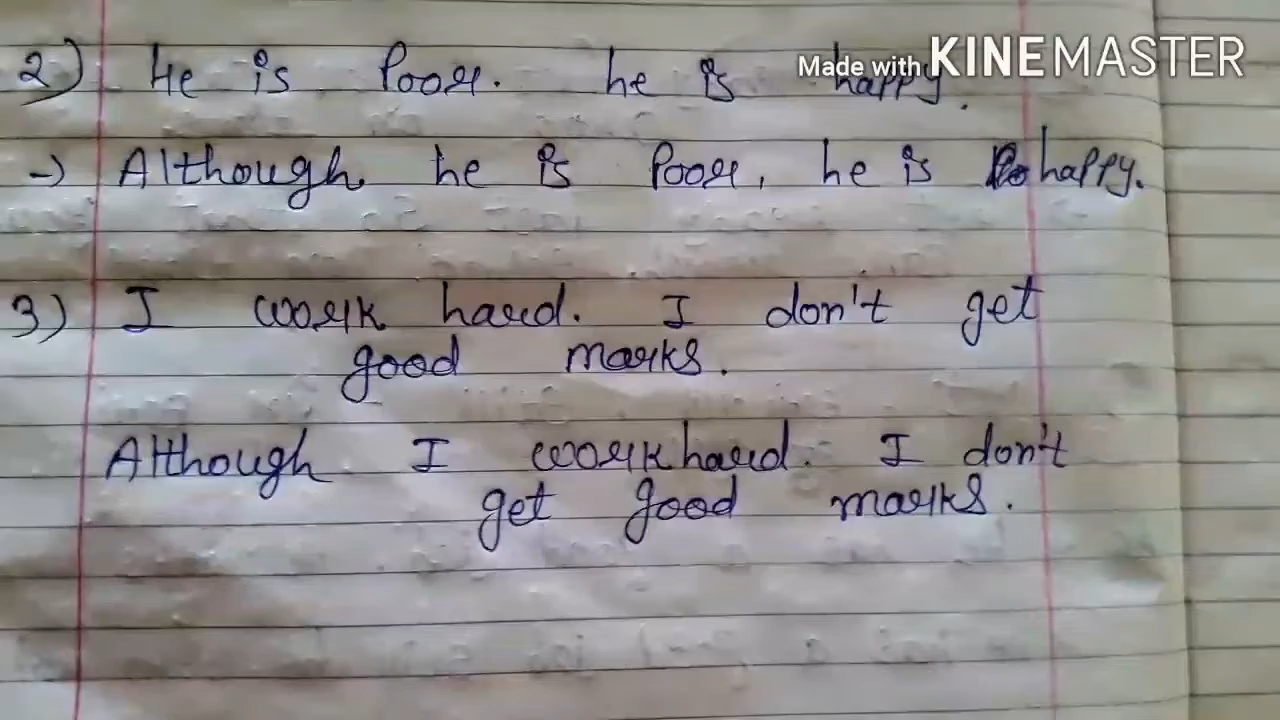 Made with KINEMASTER
2) He is Poor. he is happy.
→ Although he is Poor, he is happy.
3) I work hard. I don't get
good marks.
Although I work hard. I don't
get good marks.